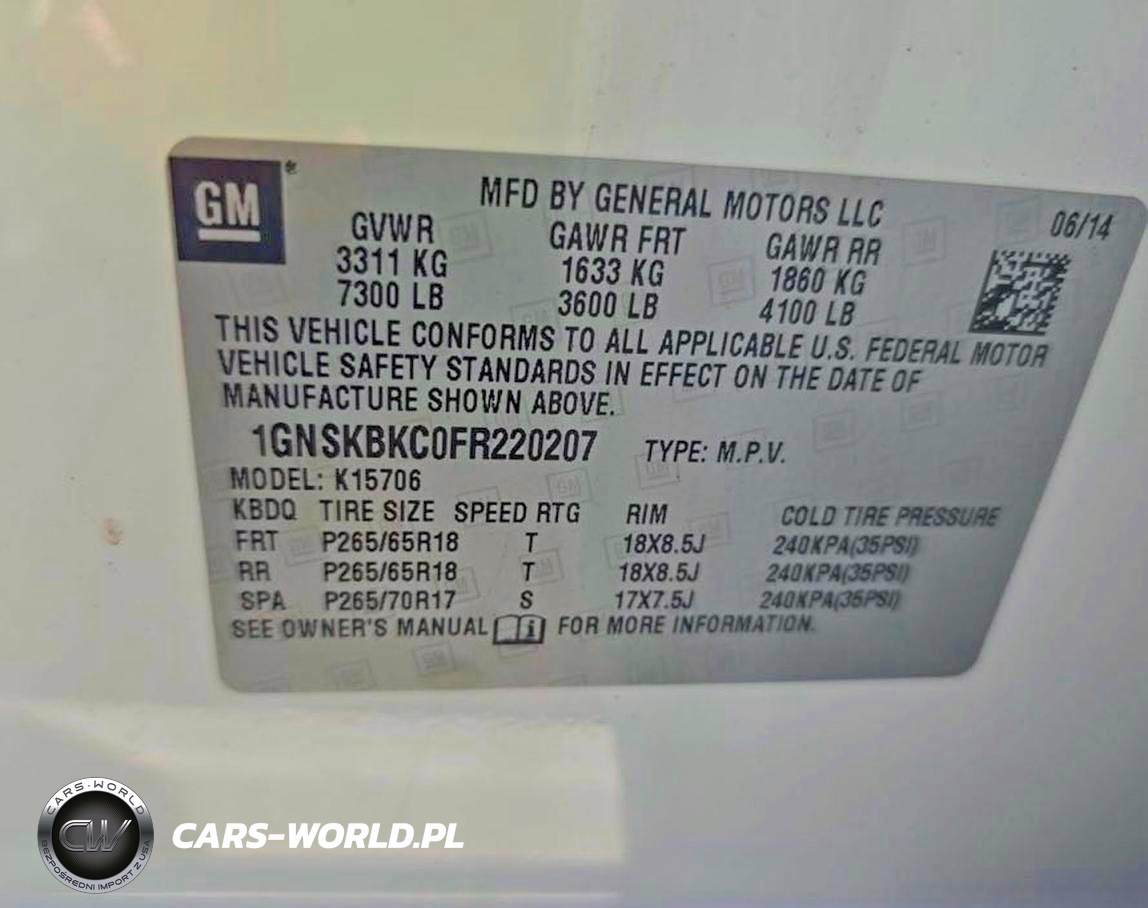 GM
MFD BY GENERAL MOTORS LLC
06/14
GVWR GAWR FRT GAWR RR
3311 KG 1633 KG 1860 KG
7300 LB 3600 LB 4100 LB
THIS VEHICLE CONFORMS TO ALL APPLICABLE U.S. FEDERAL MOTOR
VEHICLE SAFETY STANDARDS IN EFFECT ON THE DATE OF
MANUFACTURE SHOWN ABOVE.
1GNSKBKC0FR220207 TYPE: M.P.V.
MODEL: K15706
KBDQ TIRE SIZE SPEED RTG RIM COLD TIRE PRESSURE
FRT P265/65R18 T 18X8.5J 240KPA(35PSI)
RR P265/65R18 T 18X8.5J 240KPA(35PSI)
SPA P265/70R17 S 17X7.5J 240KPA(35PSI)
SEE OWNER'S MANUAL FOR MORE INFORMATION.
CARS-WORLD
CW
BEZPOŚREDNI IMPORT Z USA
CARS-WORLD.PL